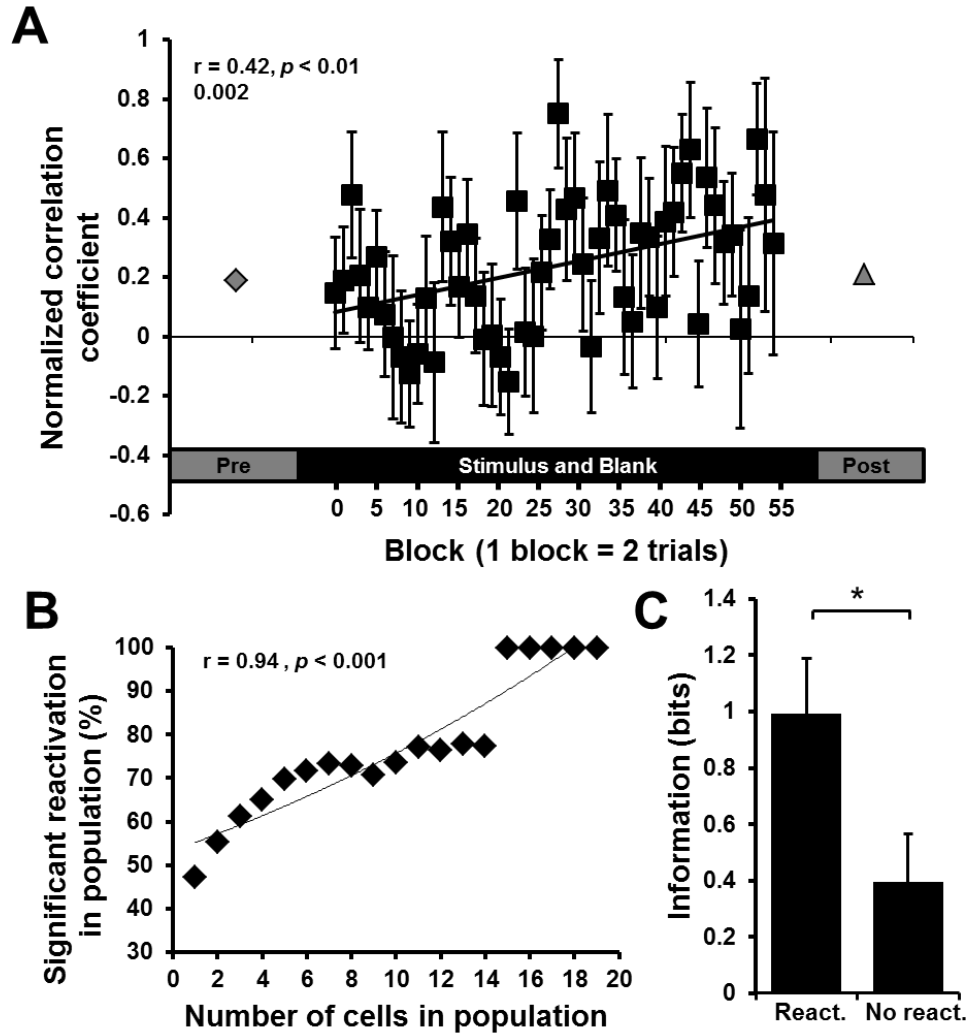 A
1
0.8
0.6
0.4
0.2
0
-0.2
-0.4
-0.6
Normalized correlation
coefficient
r = 0.42, p < 0.01
0.002
Pre
Stimulus and Blank
Post
0 5 10 15 20 25 30 35 40 45 50 55
Block (1 block = 2 trials)
B
100
90
80
70
60
50
40
30
Significant reactivation
in population (%)
r = 0.94 , p < 0.001
0 2 4 6 8 10 12 14 16 18 20
Number of cells in population
C
1.4
1.2
1
0.8
0.6
0.4
0.2
0
Information (bits)
*
React. No react.